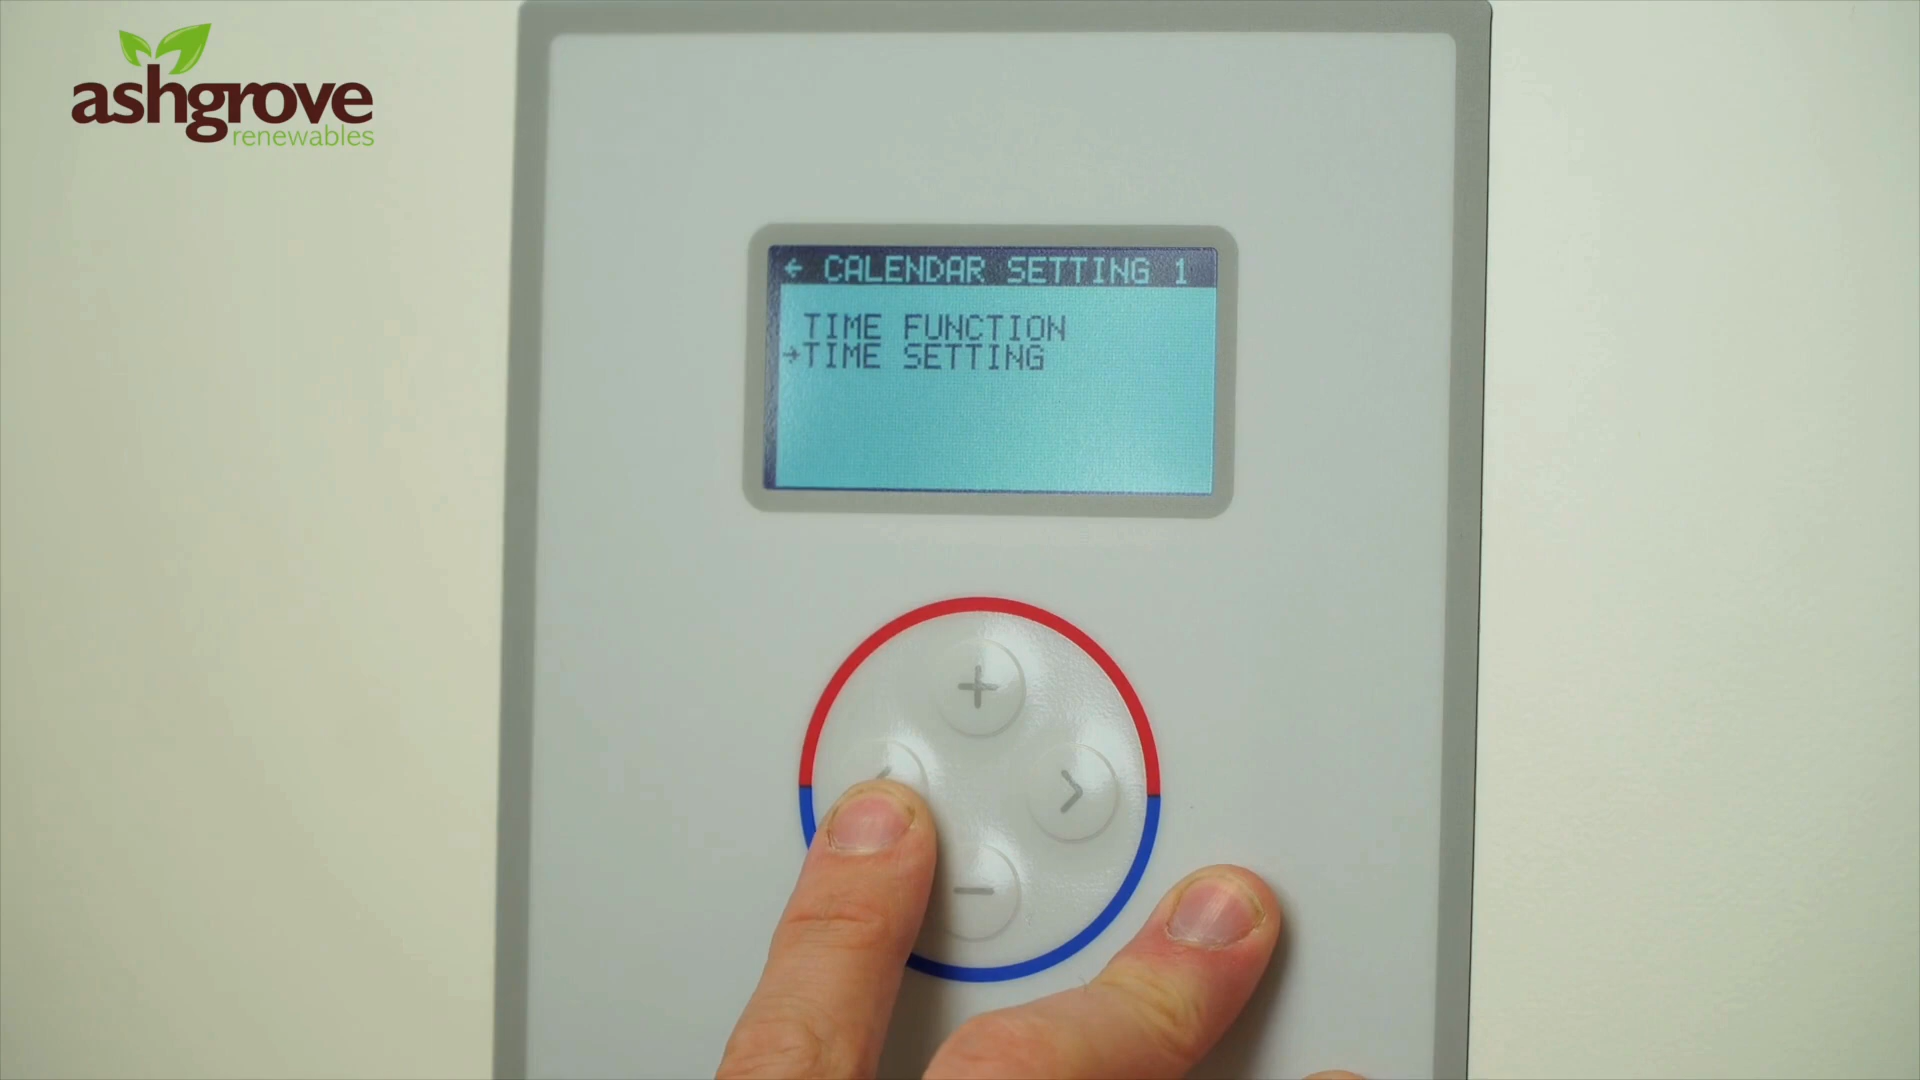 ashgrove
renewables
← CALENDAR SETTING 1
TIME FUNCTION
→TIME SETTING
+
<
>
−